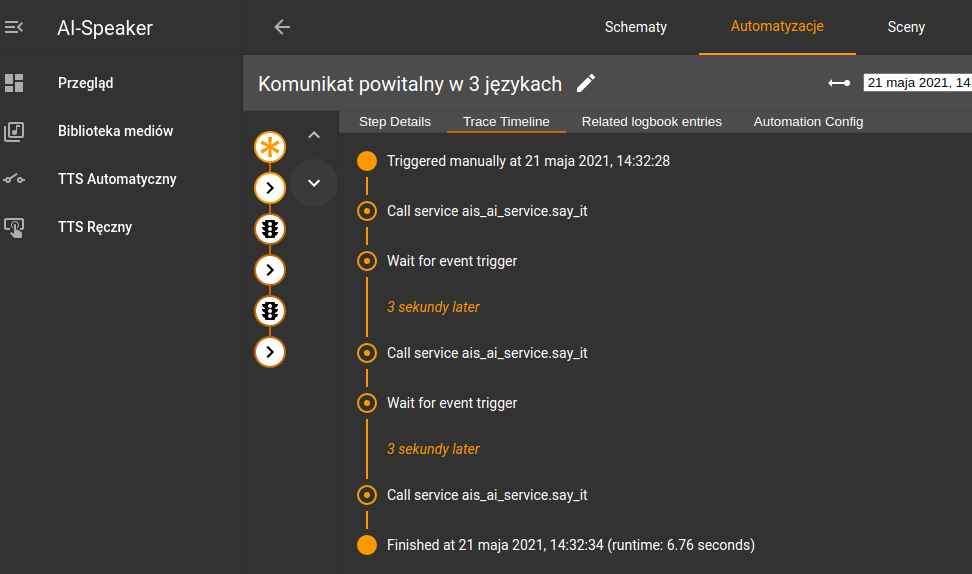 AI-Speaker
Schematy
Automatyzacje
Sceny
Przegląd
Biblioteka mediów
TTS Automatyczny
TTS Ręczny
Komunikat powitalny w 3 językach
21 maja 2021, 14
Step Details
Trace Timeline
Related logbook entries
Automation Config
Triggered manually at 21 maja 2021, 14:32:28
Call service ais_ai_service.say_it
Wait for event trigger
3 sekundy later
Call service ais_ai_service.say_it
Wait for event trigger
3 sekundy later
Call service ais_ai_service.say_it
Finished at 21 maja 2021, 14:32:34 (runtime: 6.76 seconds)